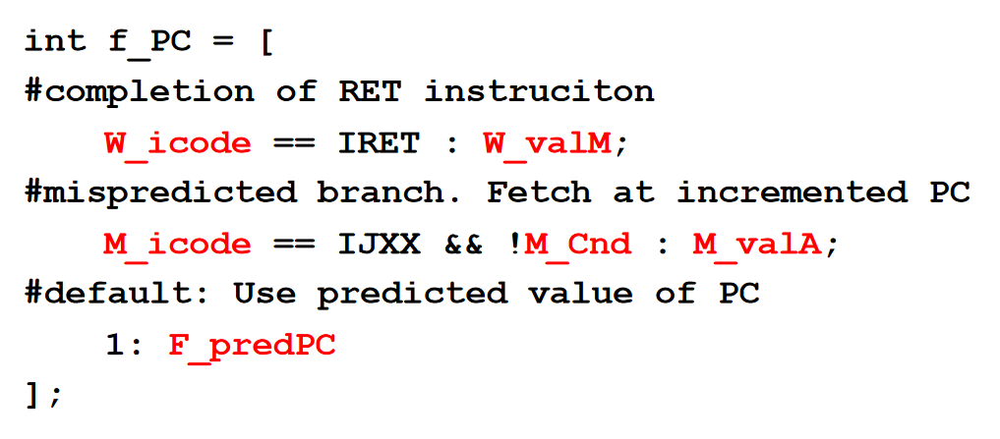 int f_PC = [
#completion of RET instruciton
W_icode == IRET : W_valM;
#mispredicted branch. Fetch at incremented PC
M_icode == IJXX && !M_Cnd : M_valA;
#default: Use predicted value of PC
1: F_predPC
];